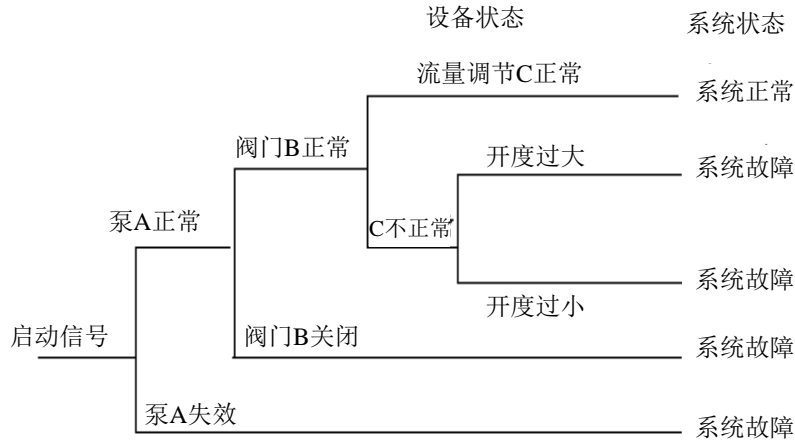 设备状态
系统状态
流量调节C正常
系统正常
阀门B正常
开度过大
系统故障
泵A正常
C不正常
系统故障
开度过小
启动信号
阀门B关闭
系统故障
泵A失效
系统故障